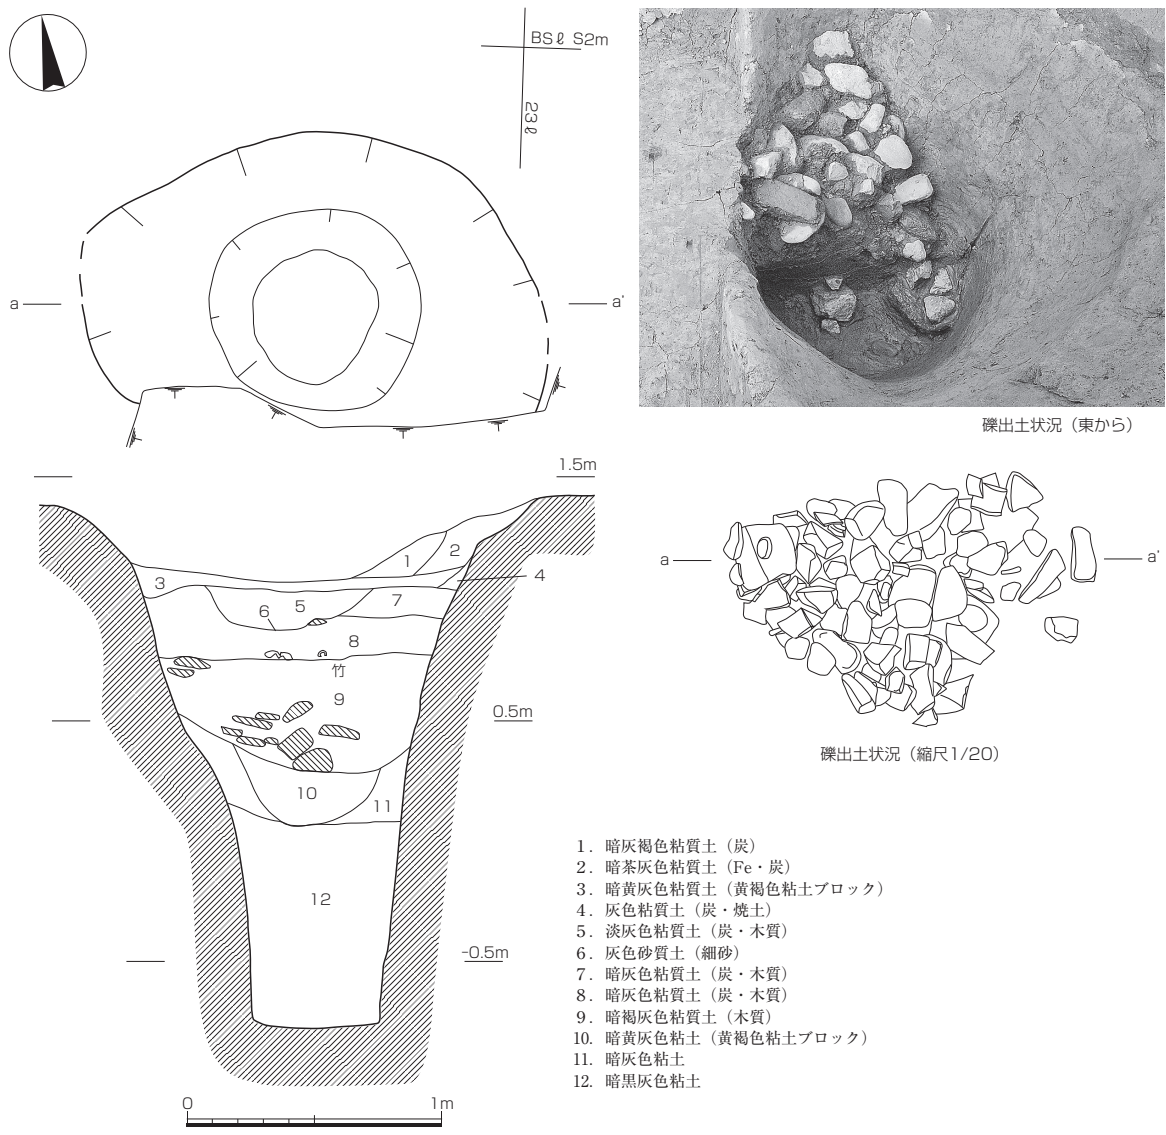 BSℓ S2m
23ℓ
a
a'
礫出土状況（東から）
1.5m
1
2
3
4
5
6
7
8
竹
9
0.5m
10
11
12
-0.5m
0
1m
a
a'
礫出土状況（縮尺1/20）
1. 暗灰褐色粘質土（炭）
2. 暗茶灰色粘質土（Fe・炭）
3. 暗黄灰色粘質土（黄褐色粘土ブロック）
4. 灰色粘質土（炭・焼土）
5. 淡灰色粘質土（炭・木質）
6. 灰色砂質土（細砂）
7. 暗灰色粘質土（炭・木質）
8. 暗灰色粘質土（炭・木質）
9. 暗褐灰色粘質土（木質）
10. 暗黄灰色粘土（黄褐色粘土ブロック）
11. 暗灰色粘土
12. 暗黒灰色粘土